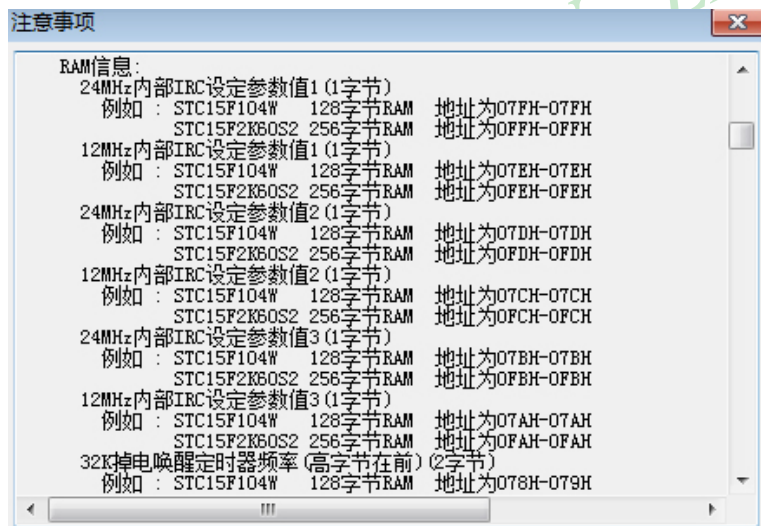 注意事项
RAM信息:
24MHz内部IRC设定参数值1(1字节)
例如 : STC15F104W 128字节RAM 地址为07FH-07FH
STC15F2K60S2 256字节RAM 地址为0FFH-0FFH
12MHz内部IRC设定参数值1(1字节)
例如 : STC15F104W 128字节RAM 地址为07EH-07EH
STC15F2K60S2 256字节RAM 地址为0FEH-0FEH
24MHz内部IRC设定参数值2(1字节)
例如 : STC15F104W 128字节RAM 地址为07DH-07DH
STC15F2K60S2 256字节RAM 地址为0FDH-0FDH
12MHz内部IRC设定参数值2(1字节)
例如 : STC15F104W 128字节RAM 地址为07CH-07CH
STC15F2K60S2 256字节RAM 地址为0FCH-0FCH
24MHz内部IRC设定参数值3(1字节)
例如 : STC15F104W 128字节RAM 地址为07BH-07BH
STC15F2K60S2 256字节RAM 地址为0FBH-0FBH
12MHz内部IRC设定参数值3(1字节)
例如 : STC15F104W 128字节RAM 地址为07AH-07AH
STC15F2K60S2 256字节RAM 地址为0FAH-0FAH
32K掉电唤醒定时器频率(高字节在前)(2字节)
例如 : STC15F104W 128字节RAM 地址为078H-079H